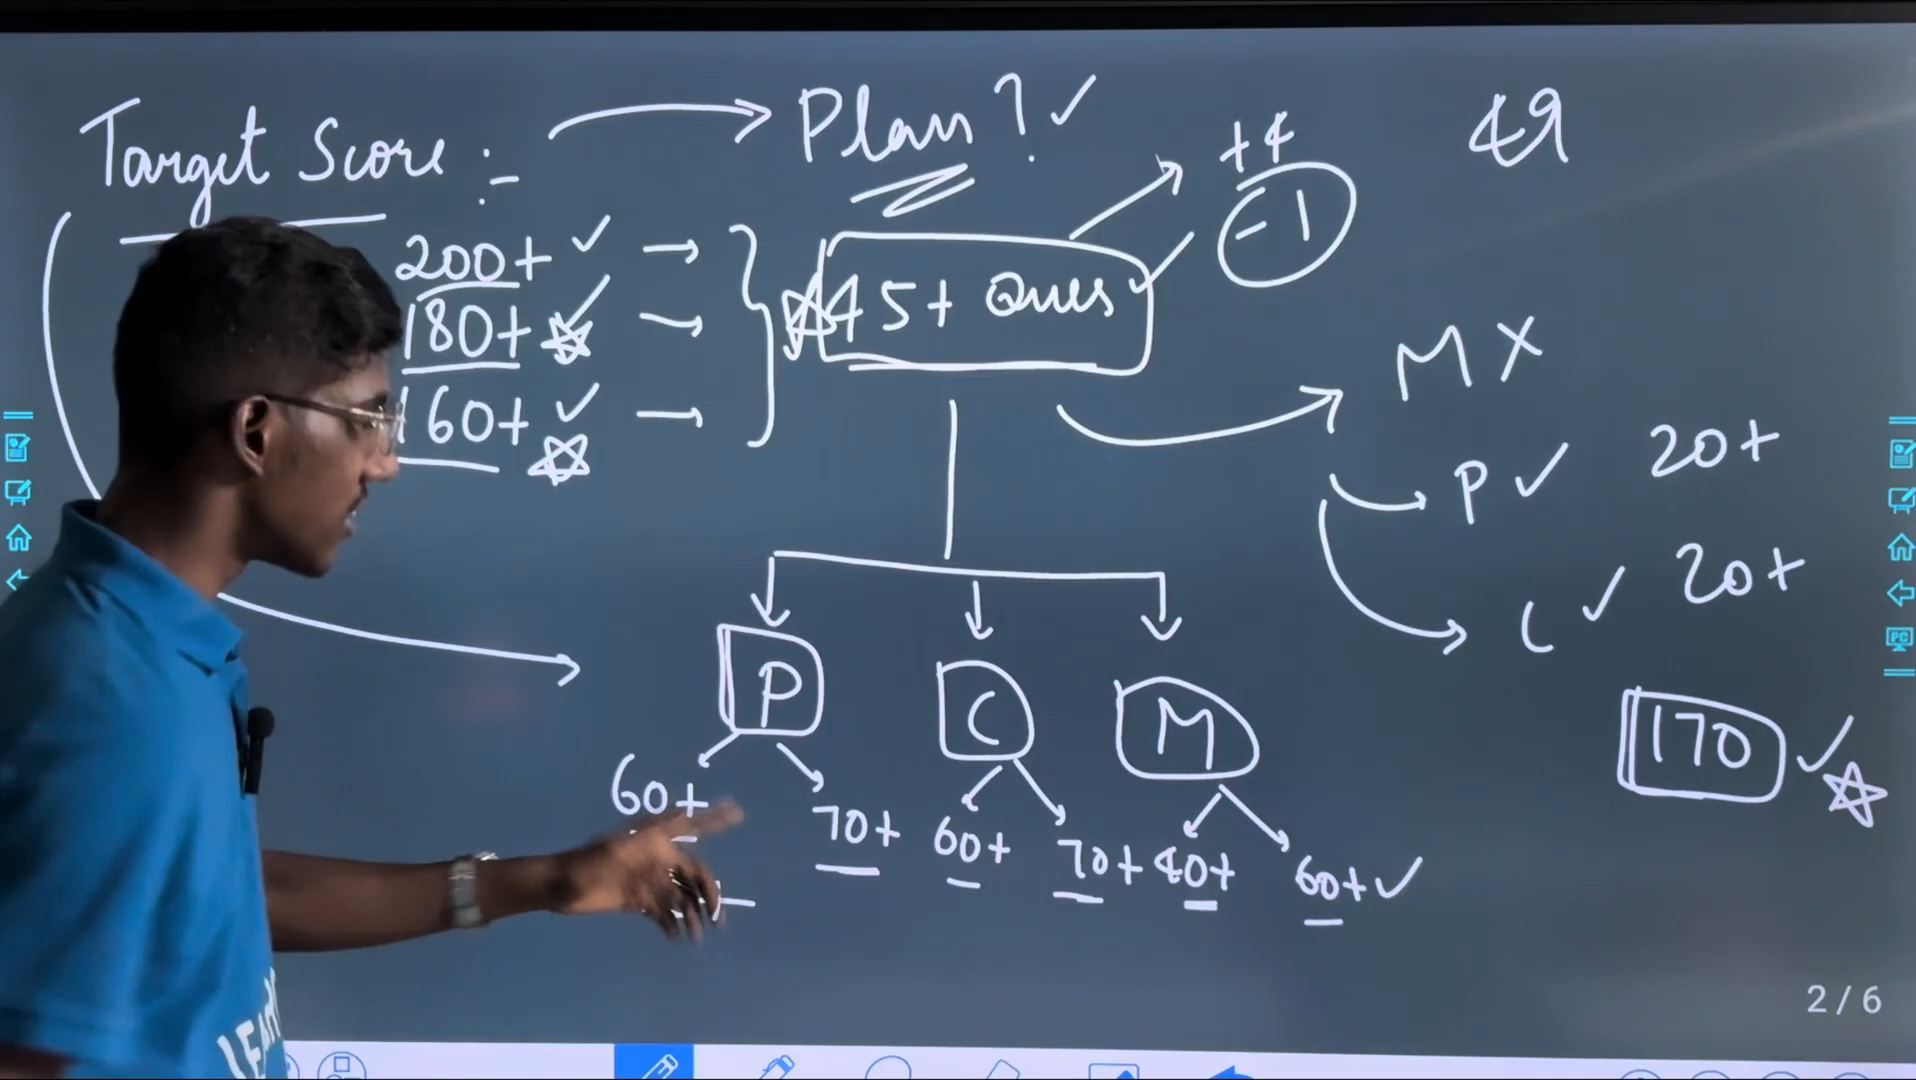 Target Score :-
Plan ? ✓
+4
-1
49
200+ ✓
180+
160+ ✓
45+ Ques
M X
P ✓ 20+
C ✓ 20+
170 ✓
P
C
M
60+
70+
60+
70+
40+
60+ ✓
2 / 6
PC